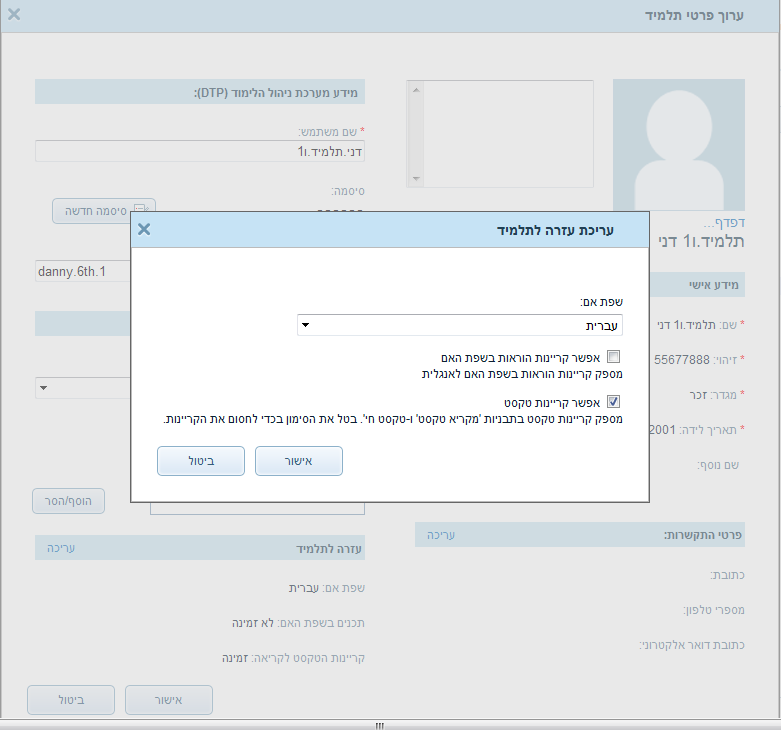 ערוך פרטי תלמיד
דפדף...
תלמיד.ו1 דני
מידע אישי
* שם: תלמיד.ו1 דני
* זיהוי: 55677888
* מגדר: זכר
* תאריך לידה: 2001
שם נוסף:
פרטי התקשרות:
עריכה
כתובת:
מספרי טלפון:
כתובת דואר אלקטרוני:
מידע מערכת ניהול הלימוד (DTP):
* שם משתמש:
דני.תלמיד.ו1
סיסמה:
סיסמה חדשה
danny.6th.1
הוסף/הסר
עזרה לתלמיד
עריכה
שפת אם: עברית
תכנים בשפת האם: לא זמינה
קריינות הטקסט לקריאה: זמינה
אישור
ביטול
עריכת עזרה לתלמיד
שפת אם:
עברית
אפשר קריינות הוראות בשפת האם
מספק קריינות הוראות בשפת האם לאנגלית
אפשר קריינות טקסט
מספק קריינות טקסט בתבניות 'מקריא טקסט' ו-טקסט חי'. בטל את הסימון בכדי לחסום את הקריינות.
אישור
ביטול